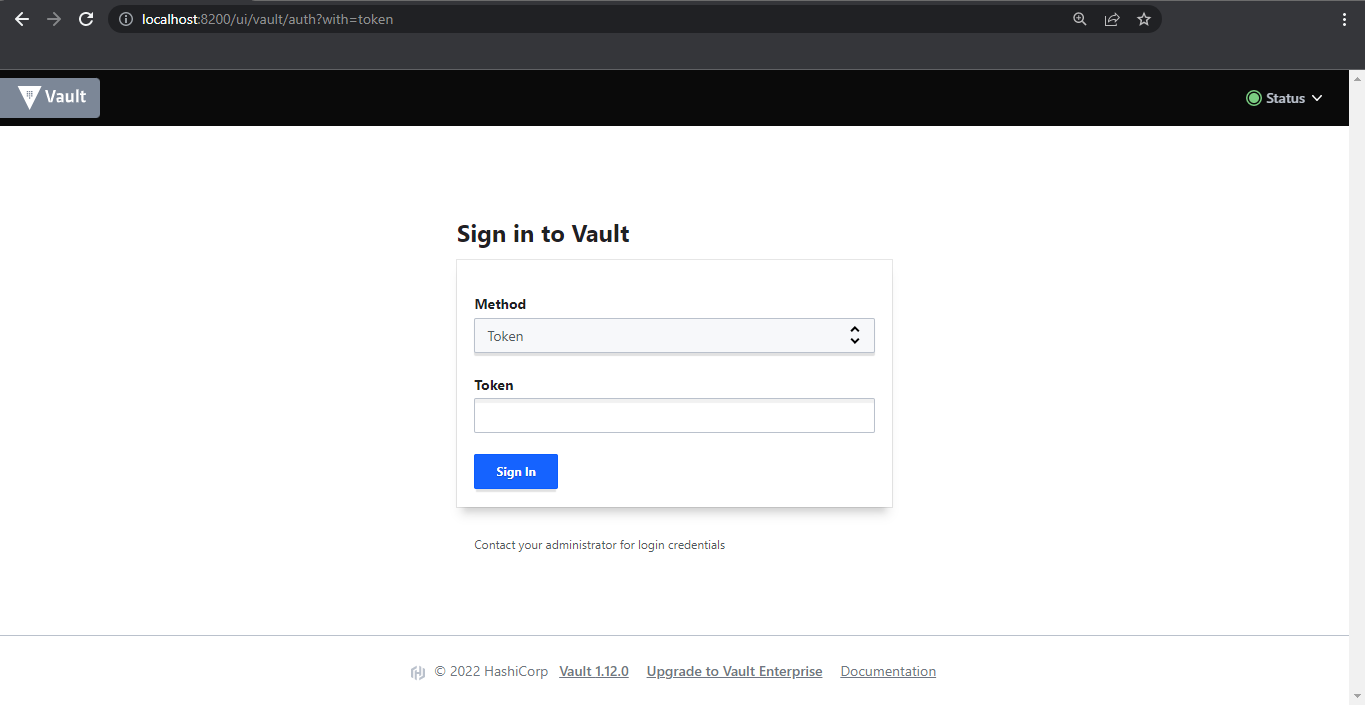 localhost:8200/ui/vault/auth?with=token
Vault
Status
Sign in to Vault
Method
Token
Token
Sign In
Contact your administrator for login credentials
© 2022 HashiCorp Vault 1.12.0 Upgrade to Vault Enterprise Documentation